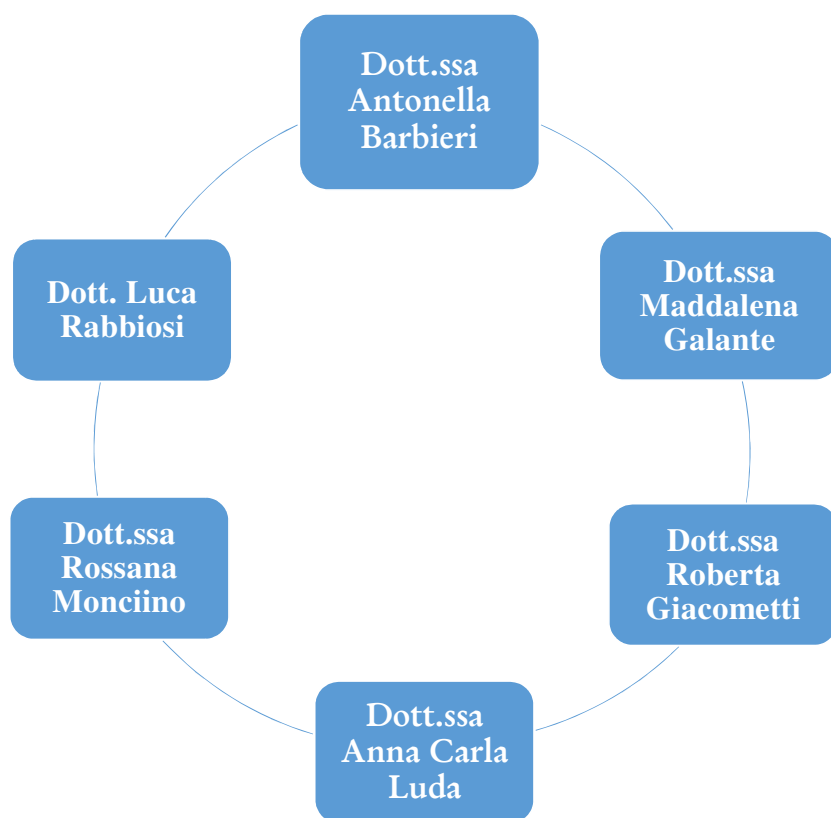 Dott.ssa
Antonella
Barbieri
Dott.ssa
Maddalena
Galante
Dott.ssa
Roberta
Giacometti
Dott.ssa
Anna Carla
Luda
Dott.ssa
Rossana
Monciino
Dott. Luca
Rabbiosi